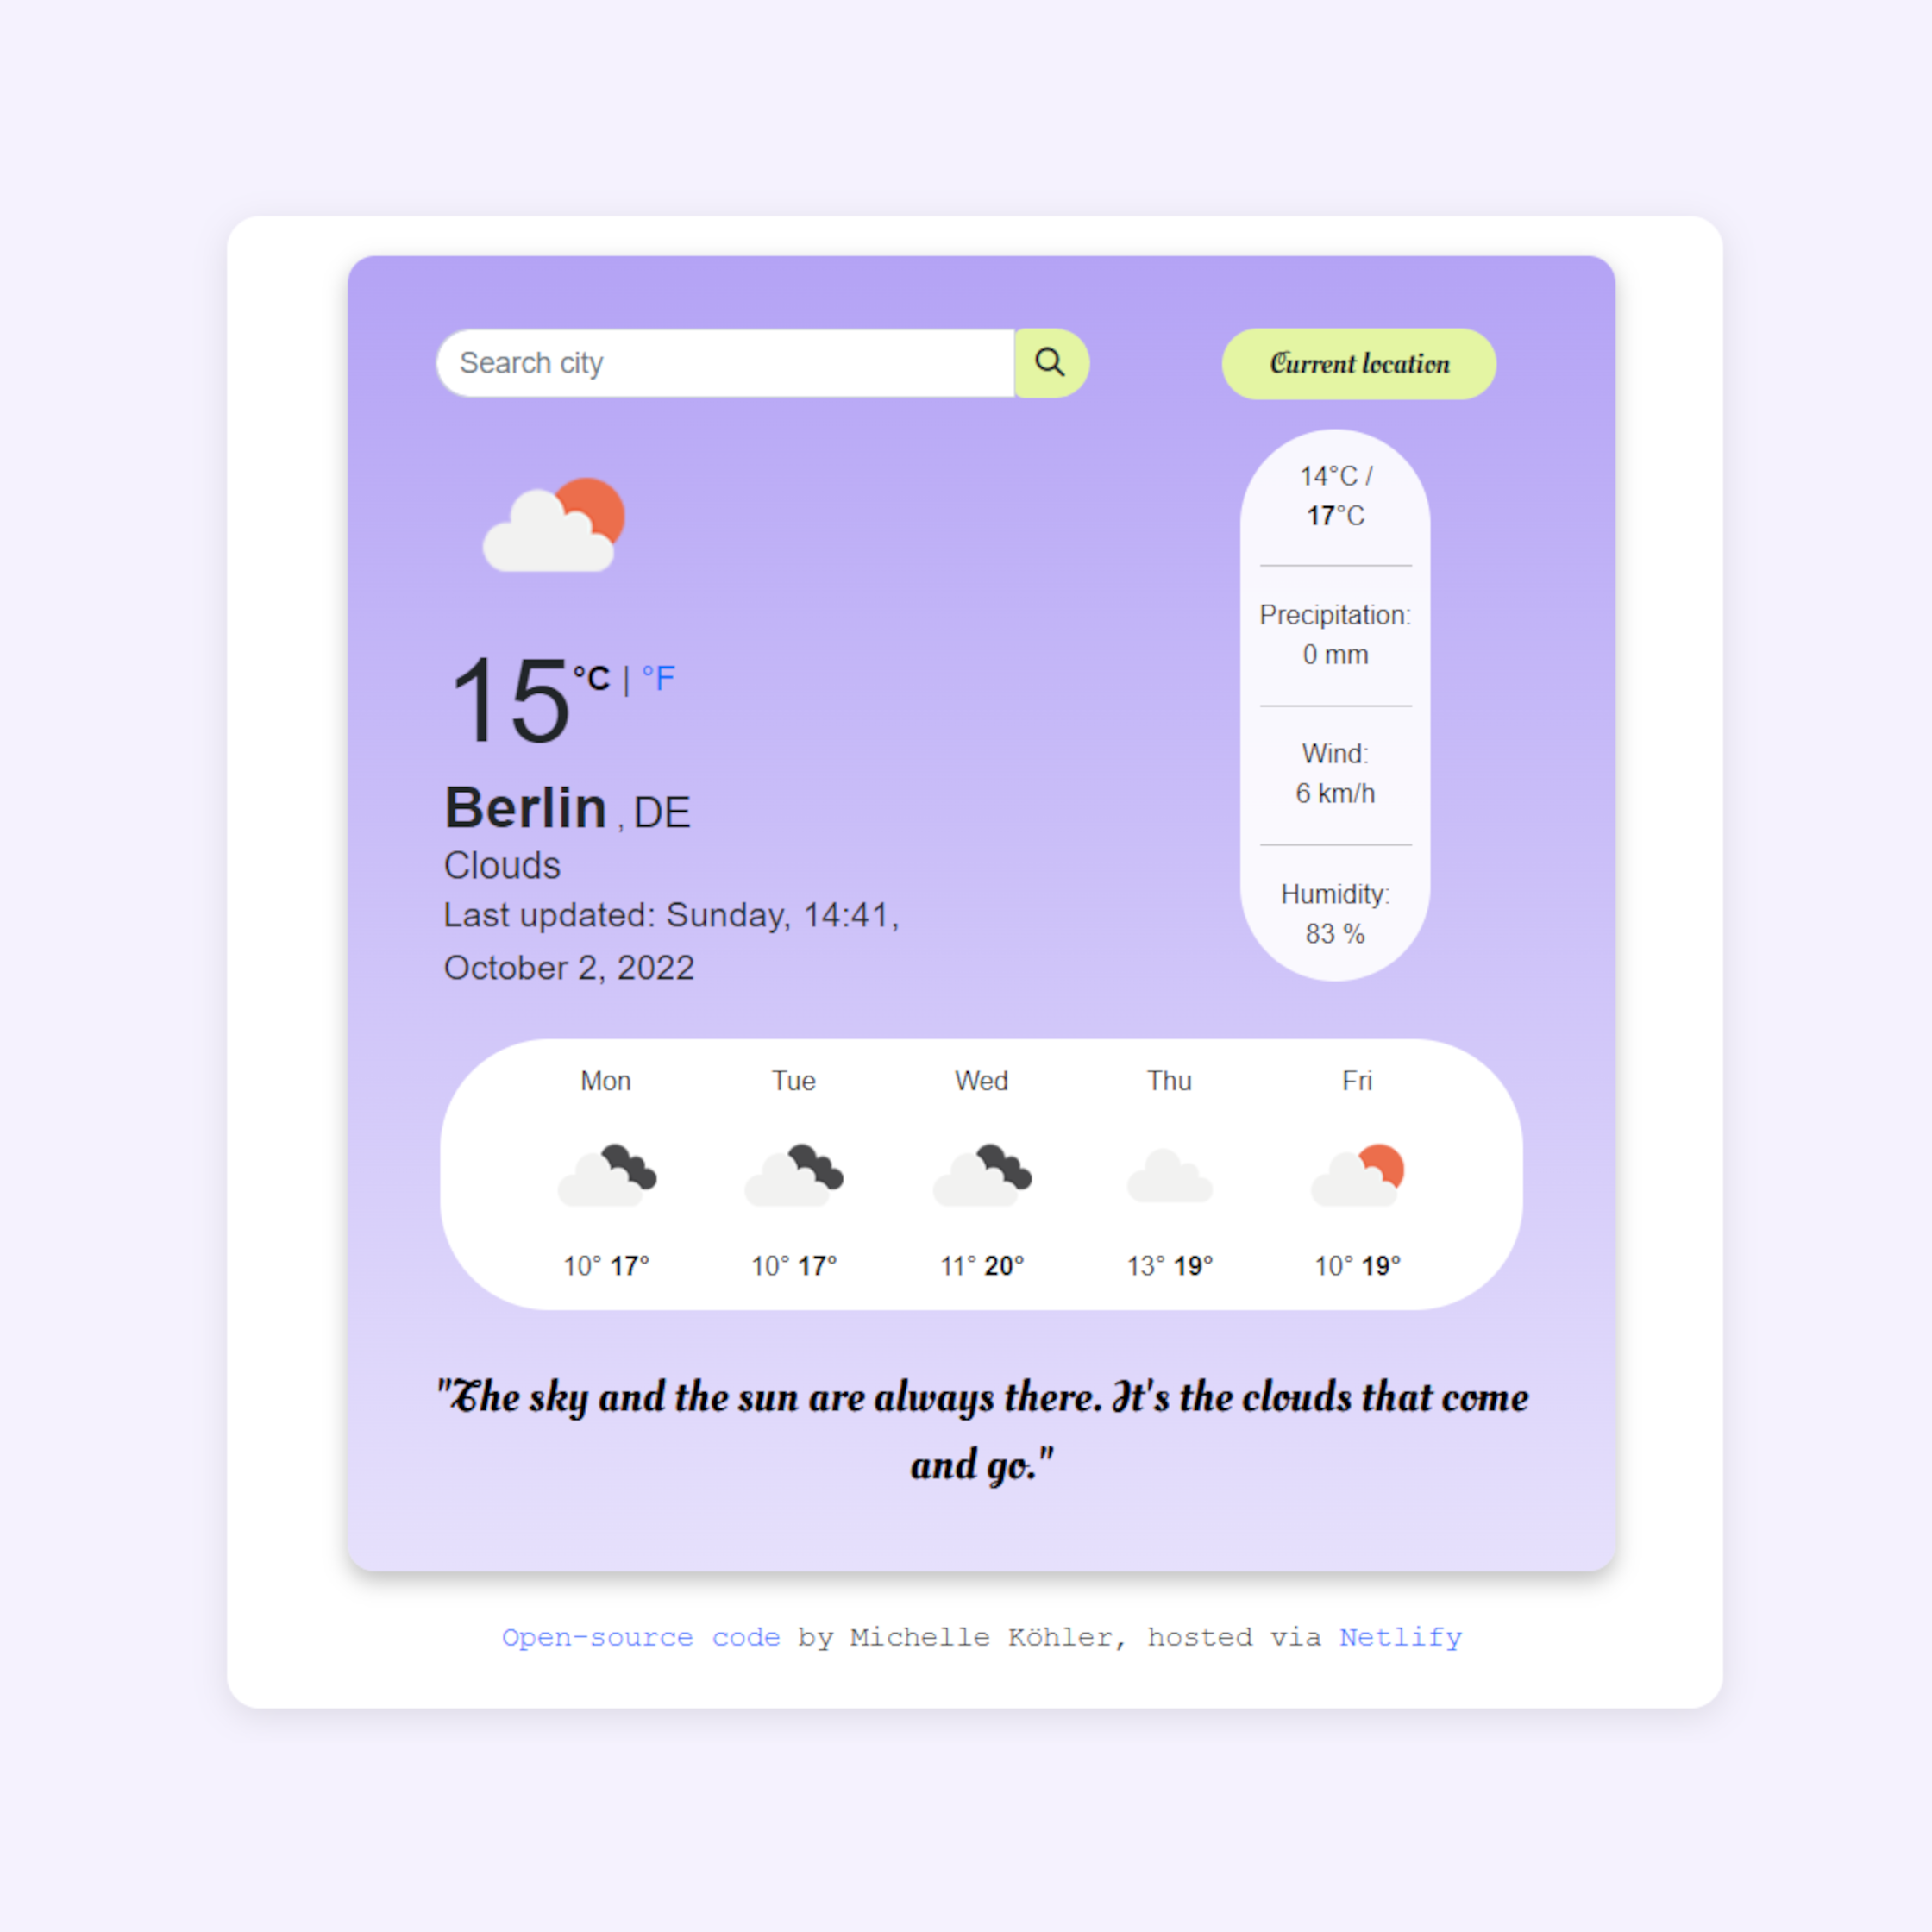 Search city
Current location
14°C /
17°C
Precipitation:
0 mm
Wind:
6 km/h
Humidity:
83 %
15°C | °F
Berlin , DE
Clouds
Last updated: Sunday, 14:41,
October 2, 2022
Mon Tue Wed Thu Fri
10° 17° 10° 17° 11° 20° 13° 19° 10° 19°
"The sky and the sun are always there. It's the clouds that come
and go."
Open-source code by Michelle Köhler, hosted via Netlify